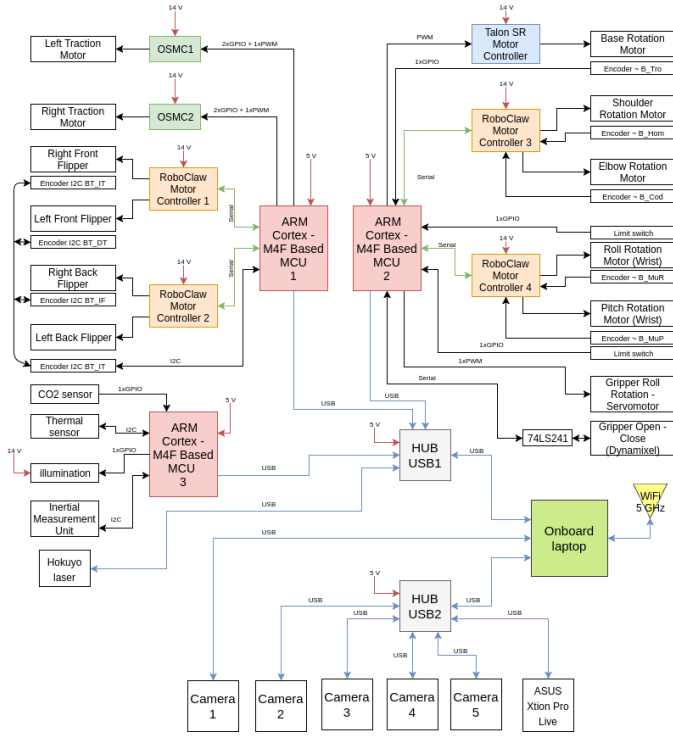 14 V
14 V
Left Traction
Motor
OSMC1
2xGPIO + 1xPWM
PWM
Talon SR
Motor
Controller
Base Rotation
Motor
1xGPIO
Encoder ~ B_Tro
14 V
14 V
Right Traction
Motor
OSMC2
2xGPIO + 1xPWM
RoboClaw
Motor
Controller 3
Shoulder
Rotation Motor
Encoder ~ B_Hom
Elbow Rotation
Motor
Encoder ~ B_Cod
Serial
14 V
Right Front
Flipper
Encoder I2C BT_IT
Left Front Flipper
Encoder I2C BT_DT
RoboClaw
Motor
Controller 1
Serial
5 V
5 V
ARM
Cortex -
M4F Based
MCU
1
ARM
Cortex -
M4F Based
MCU
2
1xGPIO
Limit switch
Serial
14 V
RoboClaw
Motor
Controller 4
Roll Rotation
Motor (Wrist)
Encoder ~ B_MuR
Pitch Rotation
Motor (Wrist)
Encoder ~ B_MuP
1xGPIO
Limit switch
14 V
Right Back
Flipper
Encoder I2C BT_IF
Left Back Flipper
Encoder I2C BT_IT
RoboClaw
Motor
Controller 2
Serial
I2C
1xPWM
Gripper Roll
Rotation -
Servomotor
Serial
74LS241
Gripper Open -
Close
(Dynamixel)
CO2 sensor
1xGPIO
5 V
USB
USB
Thermal
sensor
I2C
ARM
Cortex -
M4F Based
MCU
3
14 V
illumination
1xGPIO
Inertial
Measurement
Unit
I2C
USB
5 V
HUB
USB1
USB
USB
Hokuyo
laser
USB
USB
Onboard
laptop
WiFi
5 GHz
5 V
HUB
USB2
USB
USB
USB
USB
USB
USB
Camera
1
Camera
2
Camera
3
Camera
4
Camera
5
ASUS
Xtion Pro
Live